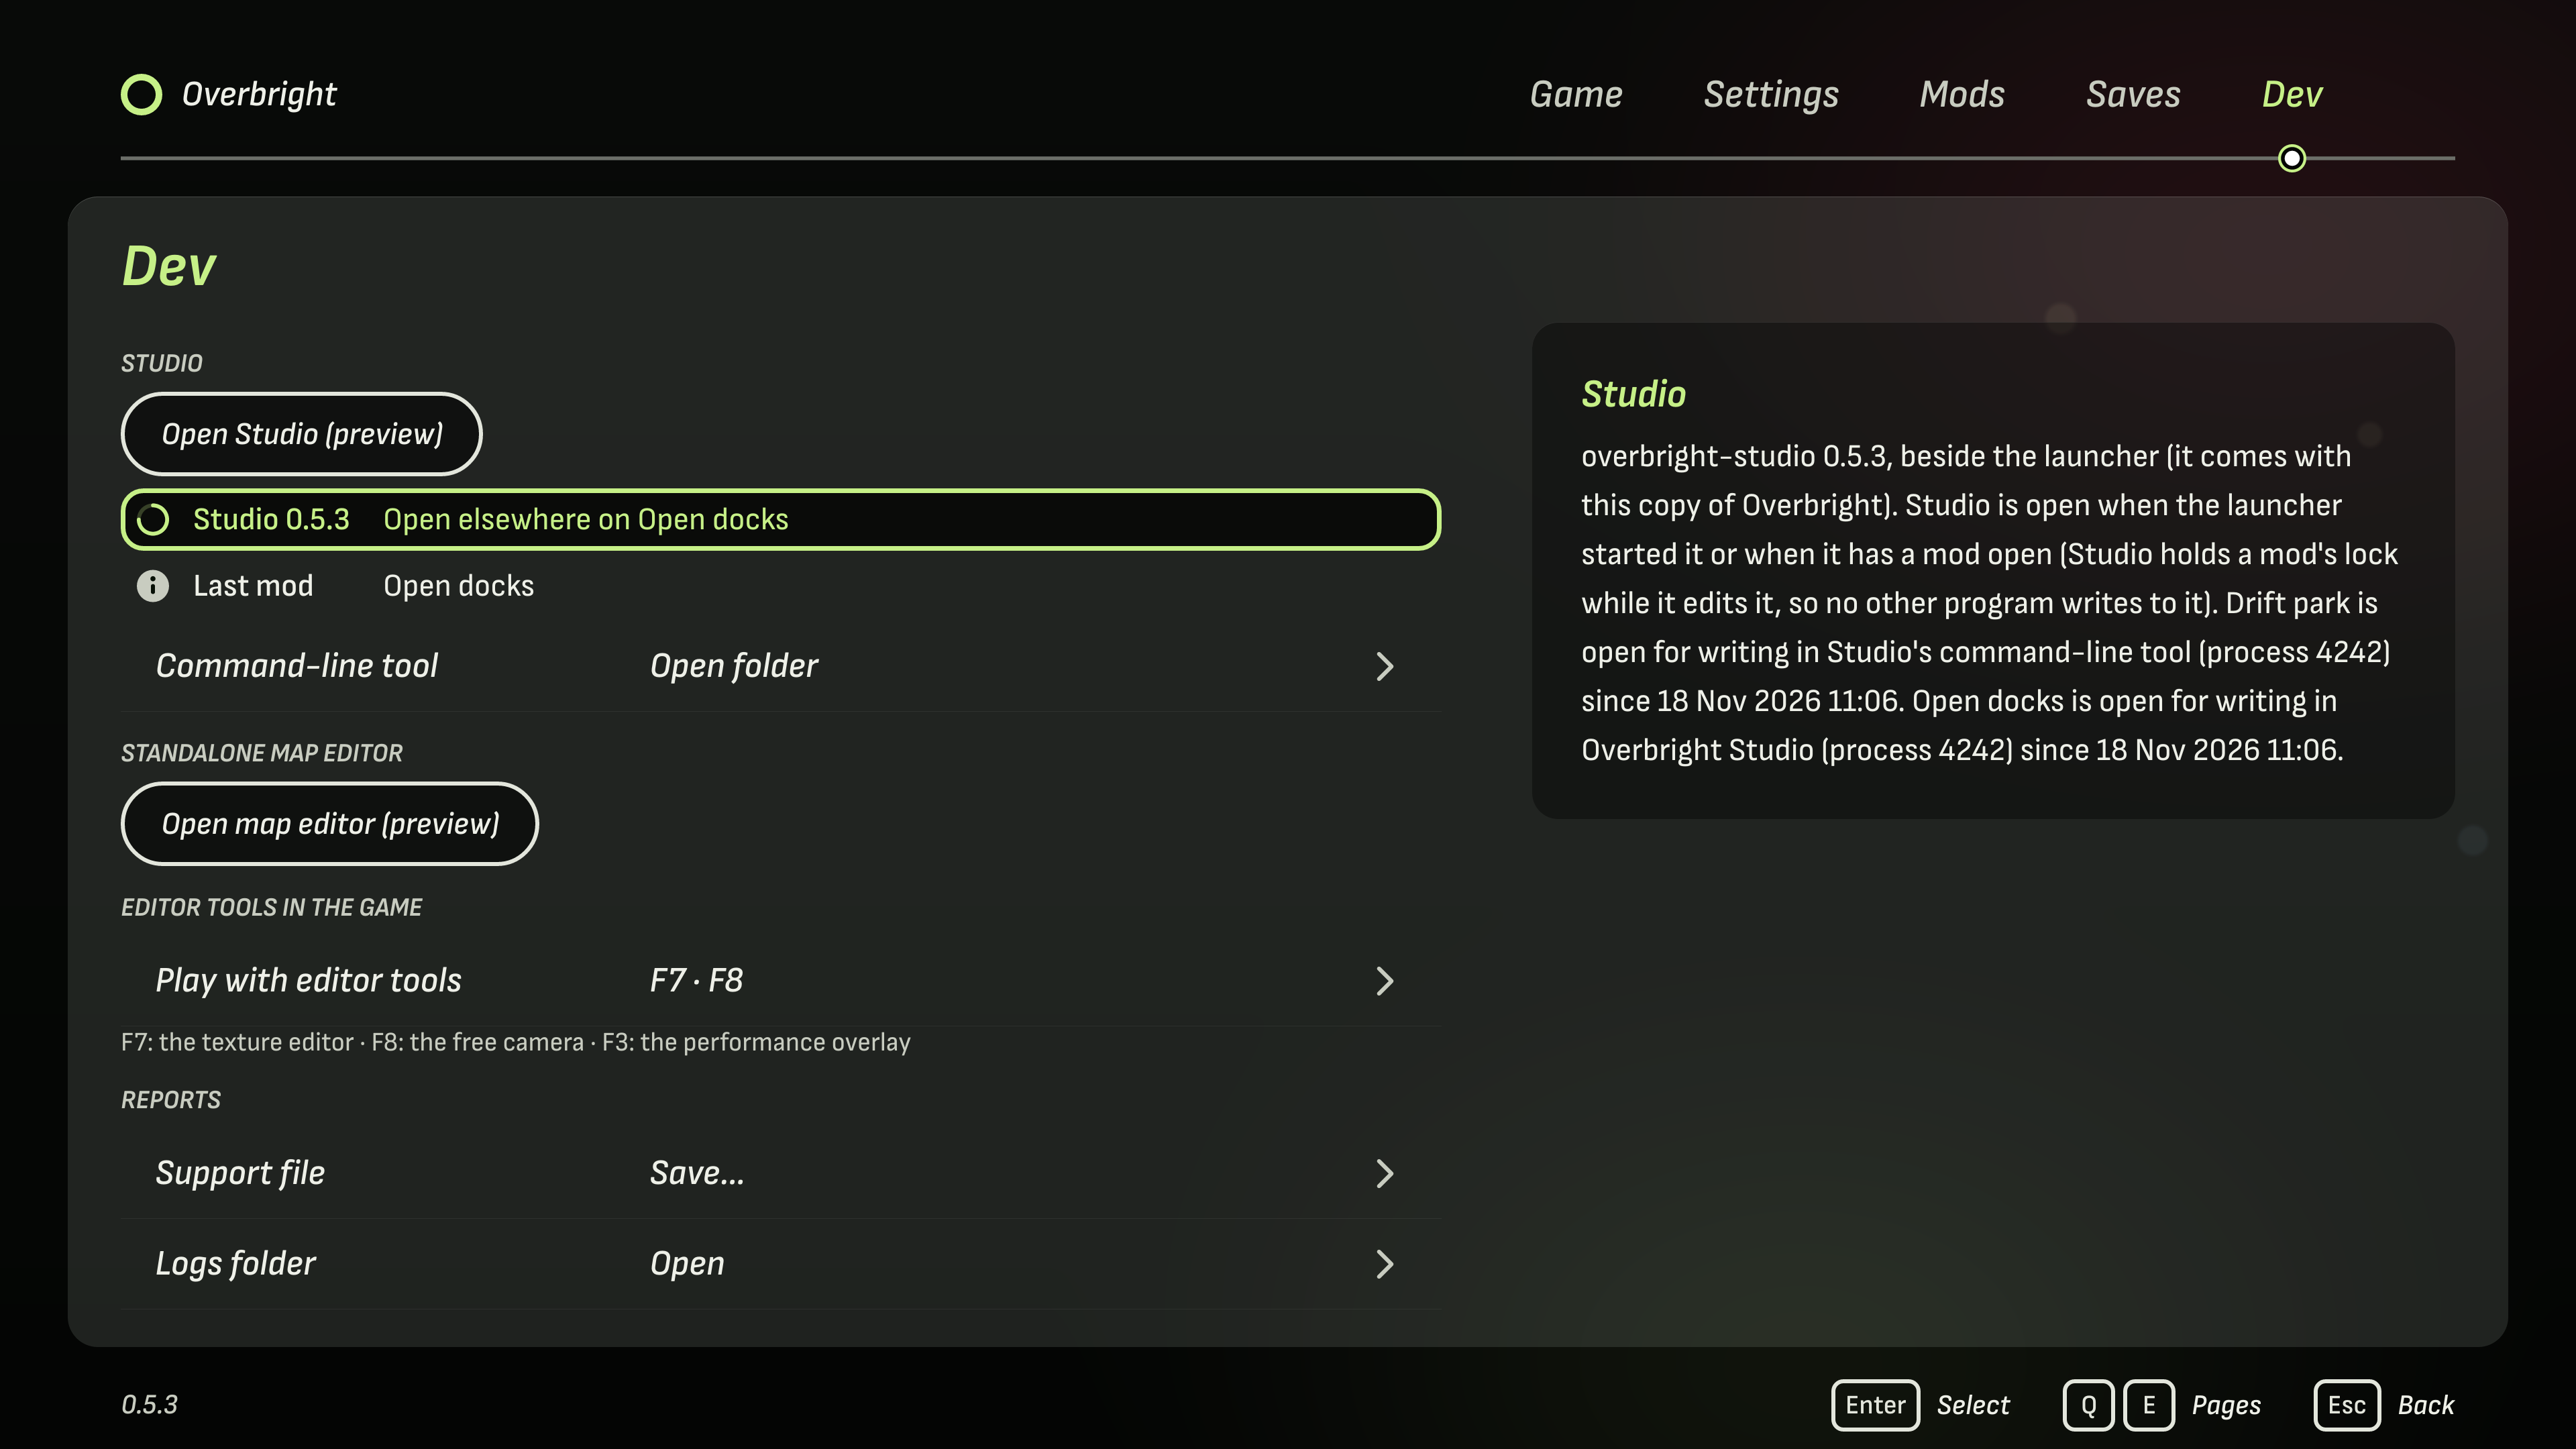 Overbright
Game Settings Mods Saves Dev
Dev
STUDIO
Open Studio (preview)
Studio 0.5.3 Open elsewhere on Open docks
Last mod Open docks
Command-line tool Open folder
STANDALONE MAP EDITOR
Open map editor (preview)
EDITOR TOOLS IN THE GAME
Play with editor tools F7 · F8
F7: the texture editor · F8: the free camera · F3: the performance overlay
REPORTS
Support file Save...
Logs folder Open
Studio
overbright-studio 0.5.3, beside the launcher (it comes with
this copy of Overbright). Studio is open when the launcher
started it or when it has a mod open (Studio holds a mod's lock
while it edits it, so no other program writes to it). Drift park is
open for writing in Studio's command-line tool (process 4242)
since 18 Nov 2026 11:06. Open docks is open for writing in
Overbright Studio (process 4242) since 18 Nov 2026 11:06.
0.5.3
Enter Select Q E Pages Esc Back